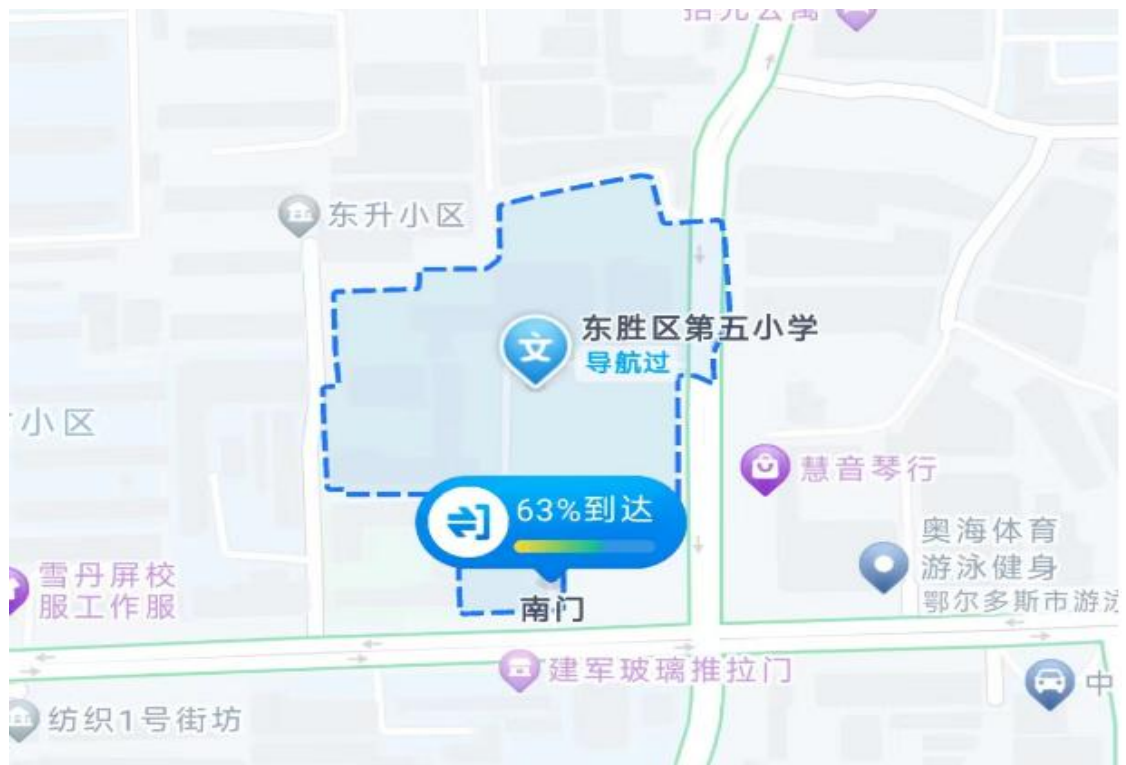 东升小区
东胜区第五小学
导航过
小区
慧音琴行
63%到达
奥海体育
游泳健身
鄂尔多斯市游泳
雪丹屏校
服工作服
南门
建军玻璃推拉门
中
纺织1号街坊